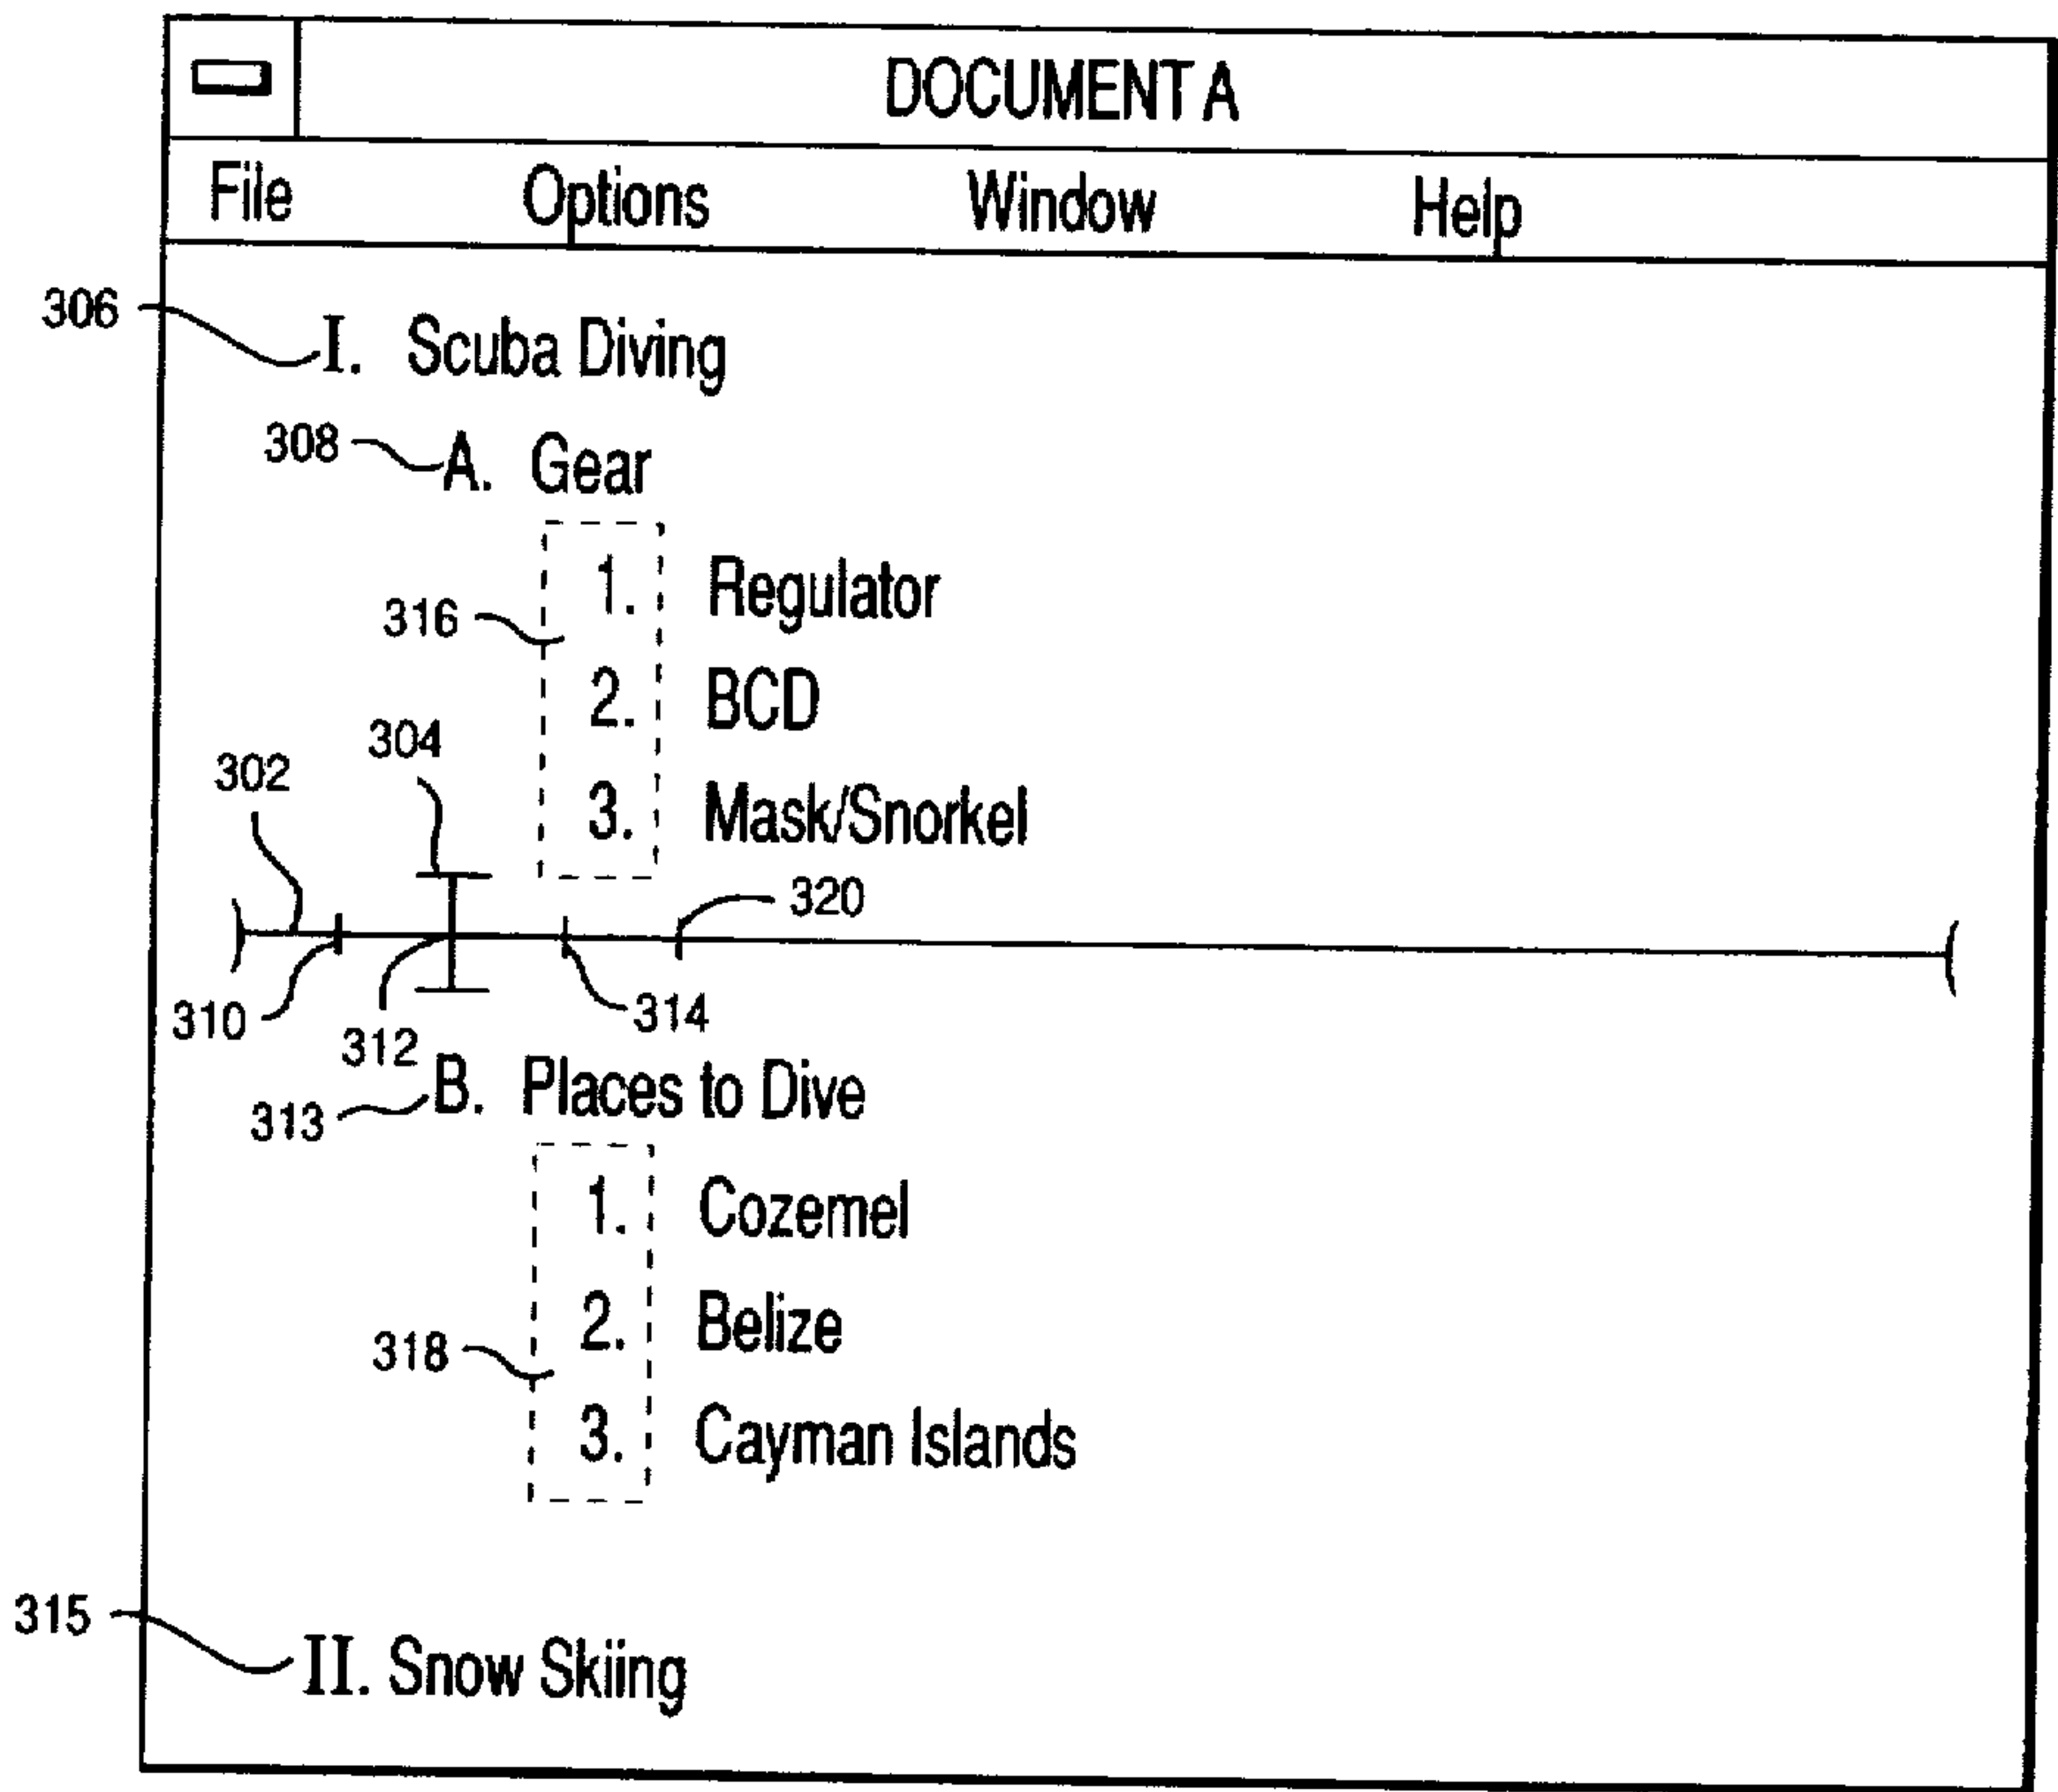 DOCUMENT A
File Options Window Help
306 I. Scuba Diving
308 A. Gear
1. Regulator
316
2. BCD
304
302
3. Mask/Snorkel
320
310 312 314
B. Places to Dive
313
1. Cozemel
2. Belize
318
3. Cayman Islands
315
II. Snow Skiing